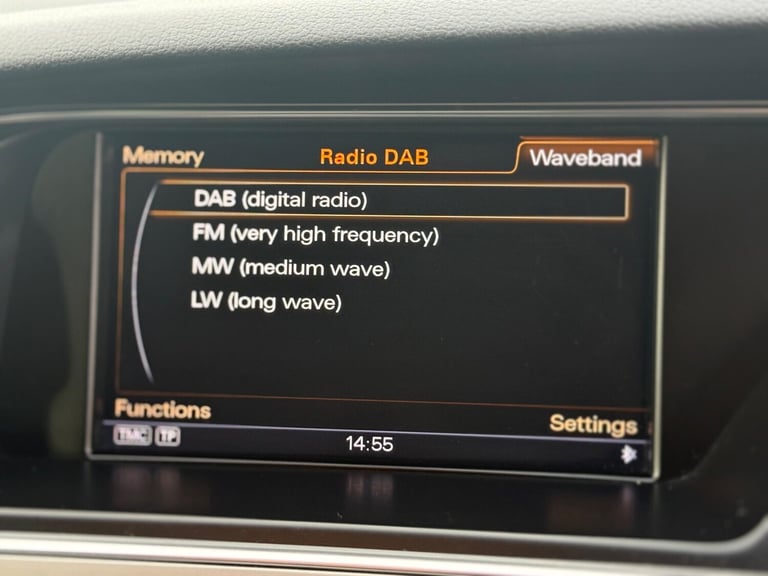 Memory
Radio DAB
Waveband
DAB (digital radio)
FM (very high frequency)
MW (medium wave)
LW (long wave)
Functions
Settings
TMC TP
14:55